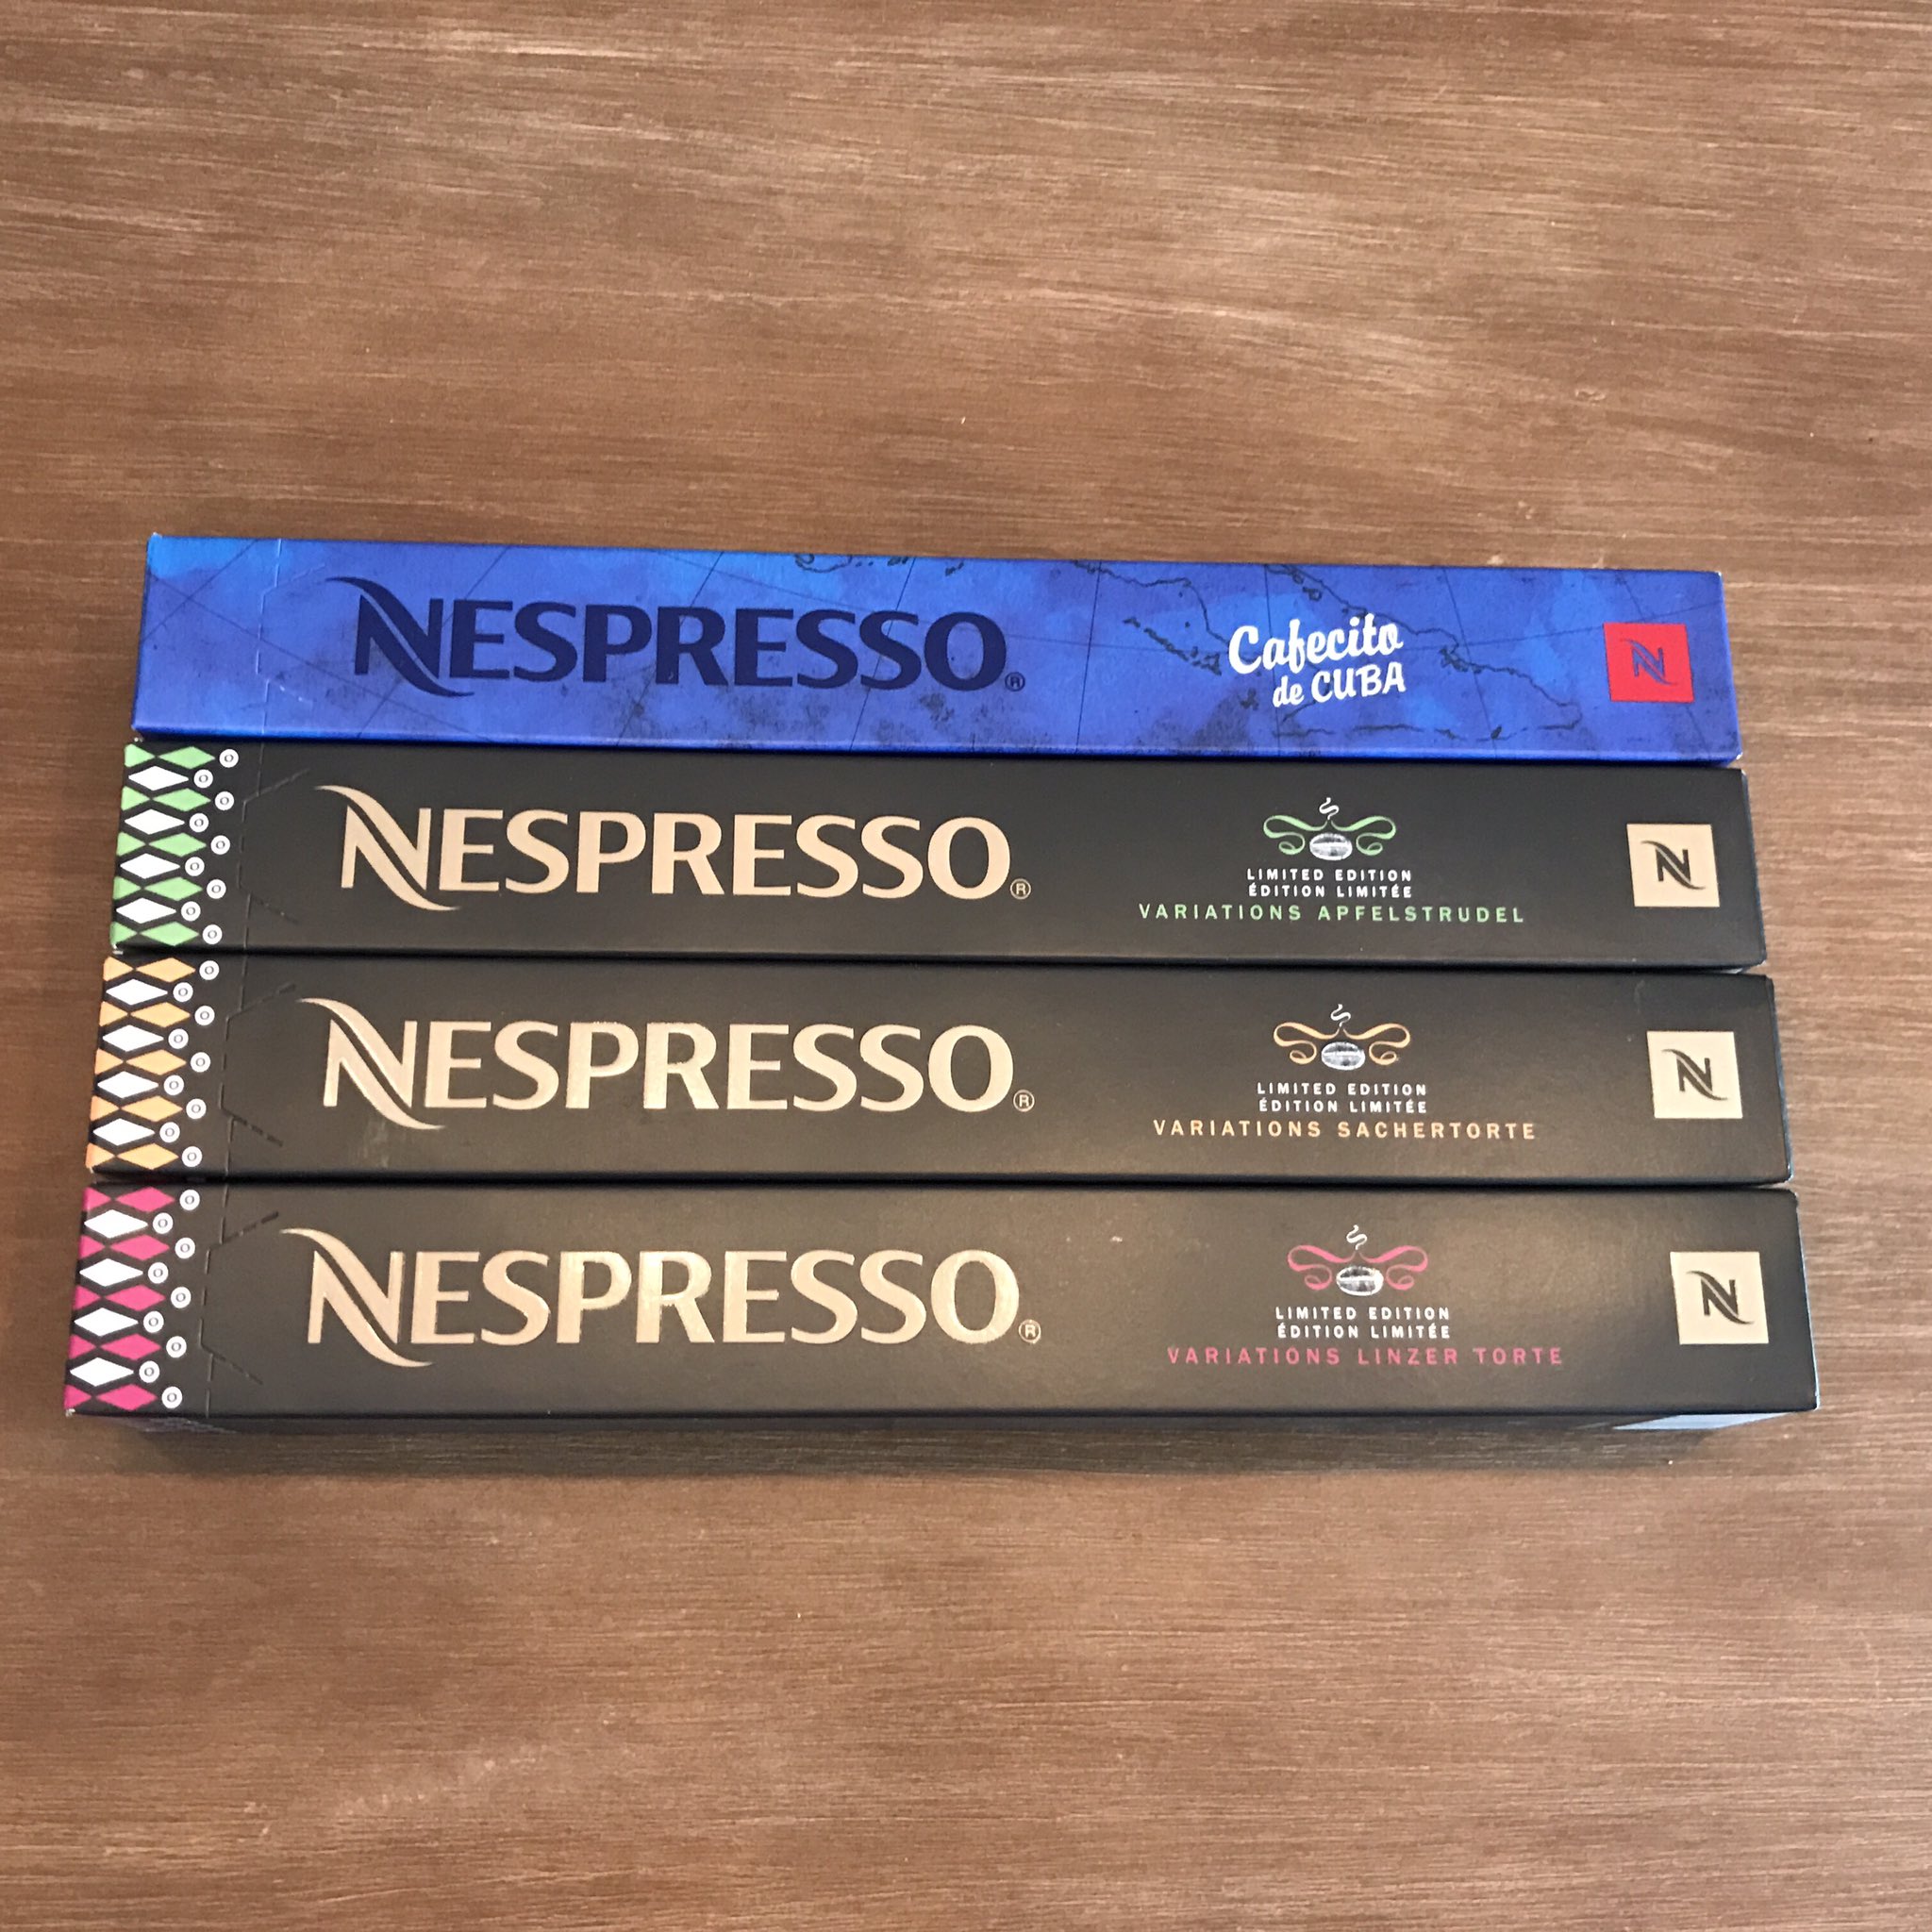 NESPRESSO®
Cafecito
de CUBA
N
NESPRESSO®
LIMITED EDITION
ÉDITION LIMITÉE
VARIATIONS APFELSTRUDEL
N
NESPRESSO®
LIMITED EDITION
ÉDITION LIMITÉE
VARIATIONS SACHERTORTE
N
NESPRESSO®
LIMITED EDITION
ÉDITION LIMITÉE
VARIATIONS LINZER TORTE
N